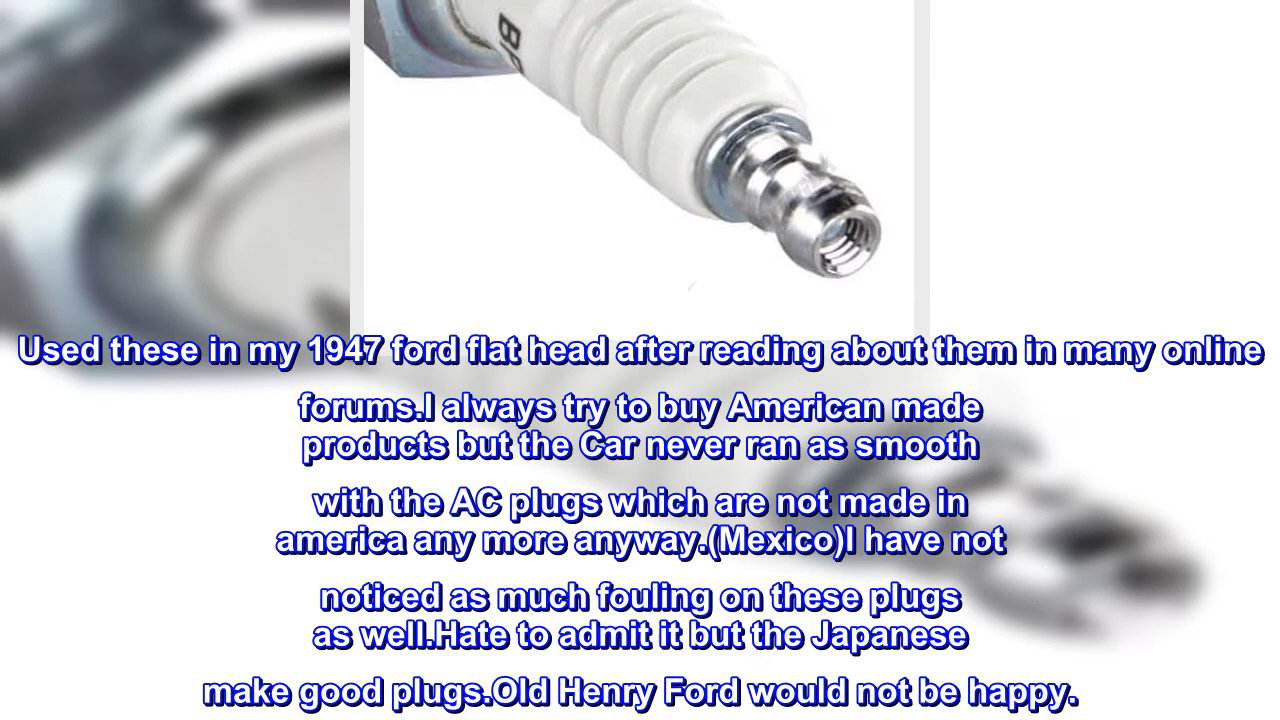 BP
Used these in my 1947 ford flat head after reading about them in many online
forums.I always try to buy American made
products but the Car never ran as smooth
with the AC plugs which are not made in
america any more anyway.(Mexico)I have not
noticed as much fouling on these plugs
as well.Hate to admit it but the Japanese
make good plugs.Old Henry Ford would not be happy.